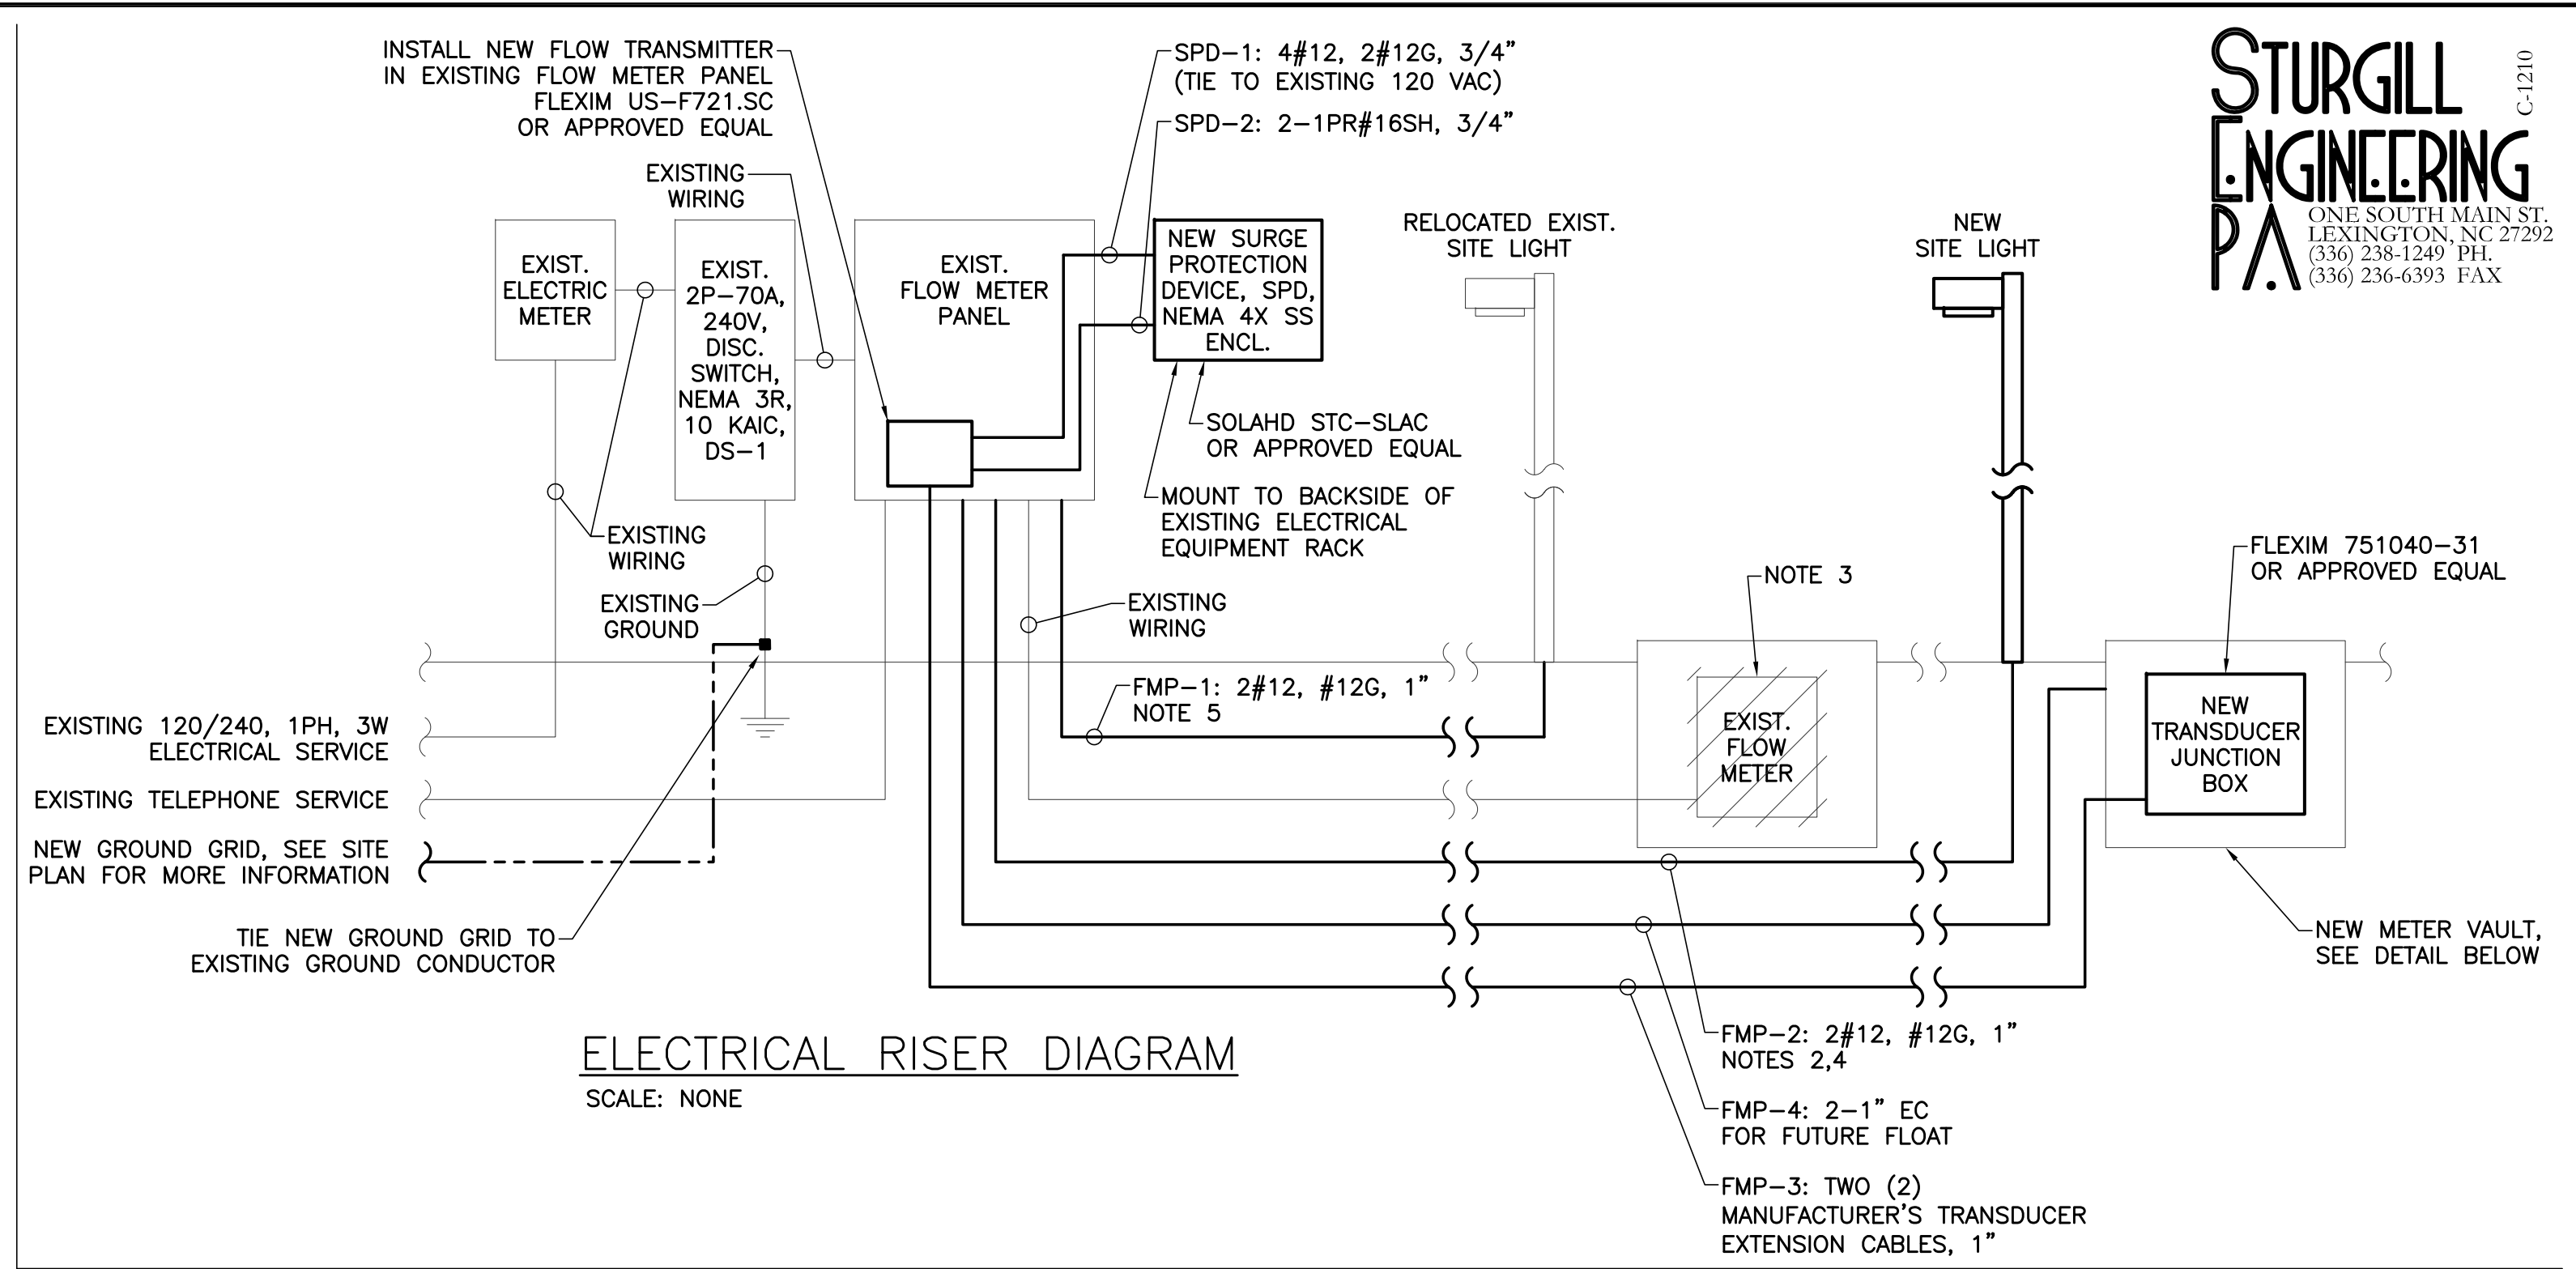 INSTALL NEW FLOW TRANSMITTER
IN EXISTING FLOW METER PANEL
FLEXIM US-F721.SC
OR APPROVED EQUAL
SPD-1: 4#12, 2#12G, 3/4"
(TIE TO EXISTING 120 VAC)
SPD-2: 2-1PR#16SH, 3/4"
STURGILL
ENGINEERING
PA
C-1210
ONE SOUTH MAIN ST.
LEXINGTON, NC 27292
(336) 238-1249 PH.
(336) 236-6393 FAX
EXISTING
WIRING
EXIST.
ELECTRIC
METER
EXIST.
2P-70A,
240V,
DISC.
SWITCH,
NEMA 3R,
10 KAIC,
DS-1
EXIST.
FLOW METER
PANEL
NEW SURGE
PROTECTION
DEVICE, SPD,
NEMA 4X SS
ENCL.
RELOCATED EXIST.
SITE LIGHT
NEW
SITE LIGHT
SOLAHD STC-SLAC
OR APPROVED EQUAL
MOUNT TO BACKSIDE OF
EXISTING ELECTRICAL
EQUIPMENT RACK
EXISTING
WIRING
EXISTING
GROUND
EXISTING
WIRING
NOTE 3
FLEXIM 751040-31
OR APPROVED EQUAL
FMP-1: 2#12, #12G, 1"
NOTE 5
EXIST.
FLOW
METER
NEW
TRANSDUCER
JUNCTION
BOX
EXISTING 120/240, 1PH, 3W
ELECTRICAL SERVICE
EXISTING TELEPHONE SERVICE
NEW GROUND GRID, SEE SITE
PLAN FOR MORE INFORMATION
TIE NEW GROUND GRID TO
EXISTING GROUND CONDUCTOR
NEW METER VAULT,
SEE DETAIL BELOW
ELECTRICAL RISER DIAGRAM
SCALE: NONE
FMP-2: 2#12, #12G, 1"
NOTES 2,4
FMP-4: 2-1" EC
FOR FUTURE FLOAT
FMP-3: TWO (2)
MANUFACTURER'S TRANSDUCER
EXTENSION CABLES, 1"